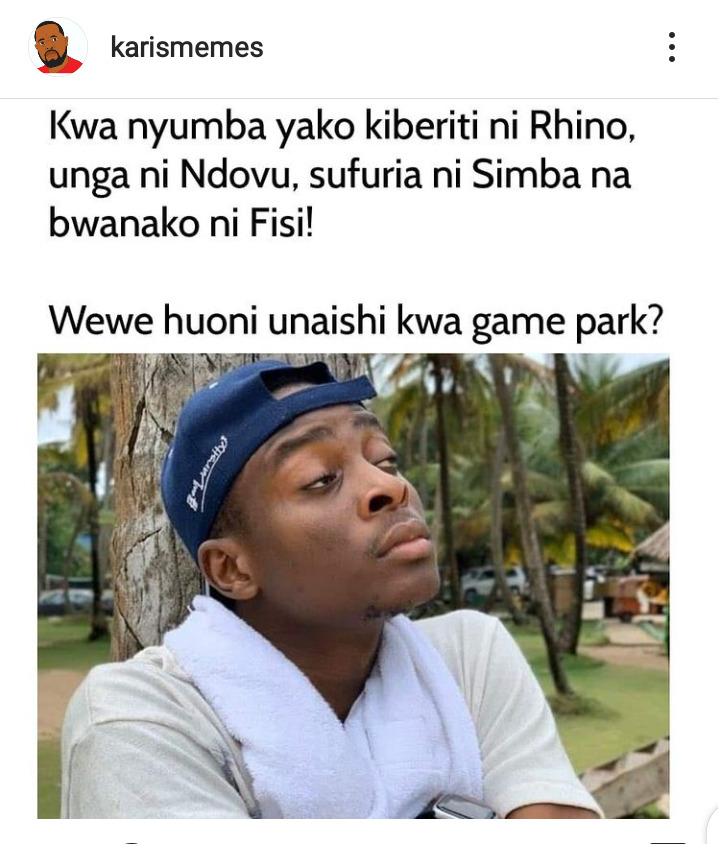 karismemes
Kwa nyumba yako kiberiti ni Rhino,
unga ni Ndovu, sufuria ni Simba na
bwanako ni Fisi!
Wewe huoni unaishi kwa game park?